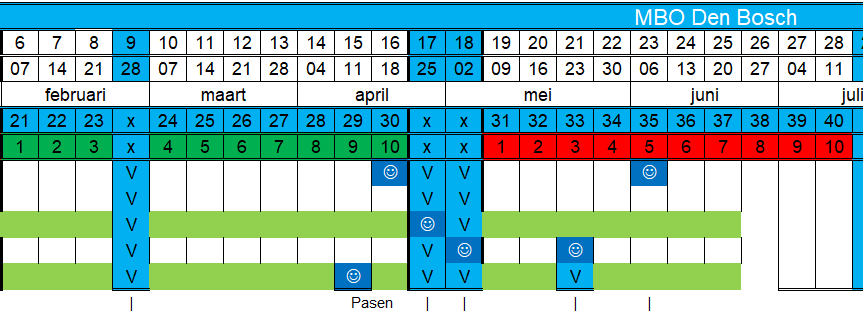 MBO Den Bosch
6 7 8 9 10 11 12 13 14 15 16 17 18 19 20 21 22 23 24 25 26 27 28
07 14 21 28 07 14 21 28 04 11 18 25 02 09 16 23 30 06 13 20 27 04 11
februari maart april mei juni juli
21 22 23 x 24 25 26 27 28 29 30 x x 31 32 33 34 35 36 37 38 39 40
1 2 3 x 4 5 6 7 8 9 10 x x 1 2 3 4 5 6 7 8 9 10
V ☺ V V ☺
V V V
V ☺ V
V V ☺ ☺
V ☺ V V V
| Pasen | | | |